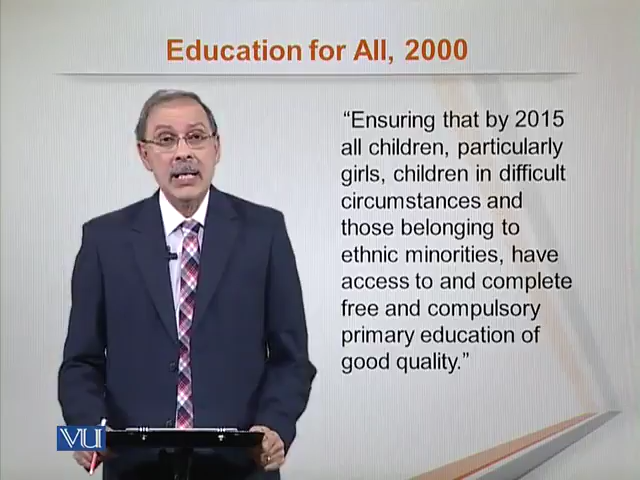 Education for All, 2000
“Ensuring that by 2015
all children, particularly
girls, children in difficult
circumstances and
those belonging to
ethnic minorities, have
access to and complete
free and compulsory
primary education of
good quality.”
VU